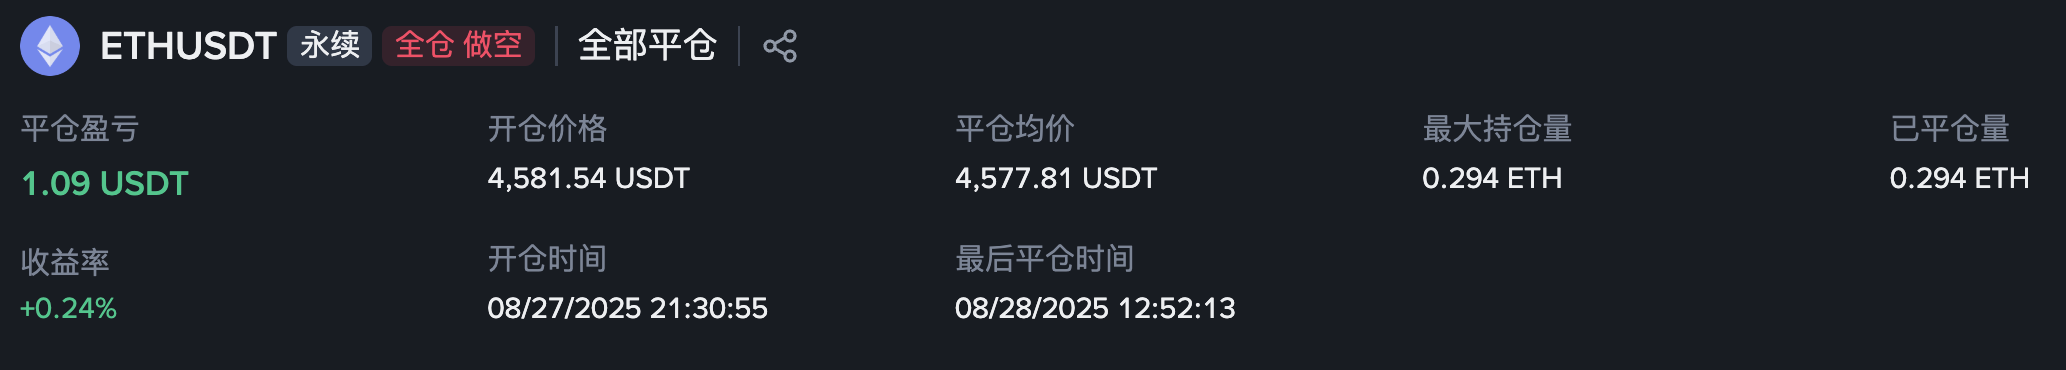 ETHUSDT 永续 全仓 做空 全部平仓
平仓盈亏 开仓价格 平仓均价 最大持仓量 已平仓量
1.09 USDT 4,581.54 USDT 4,577.81 USDT 0.294 ETH 0.294 ETH
收益率 开仓时间 最后平仓时间
+0.24% 08/27/2025 21:30:55 08/28/2025 12:52:13